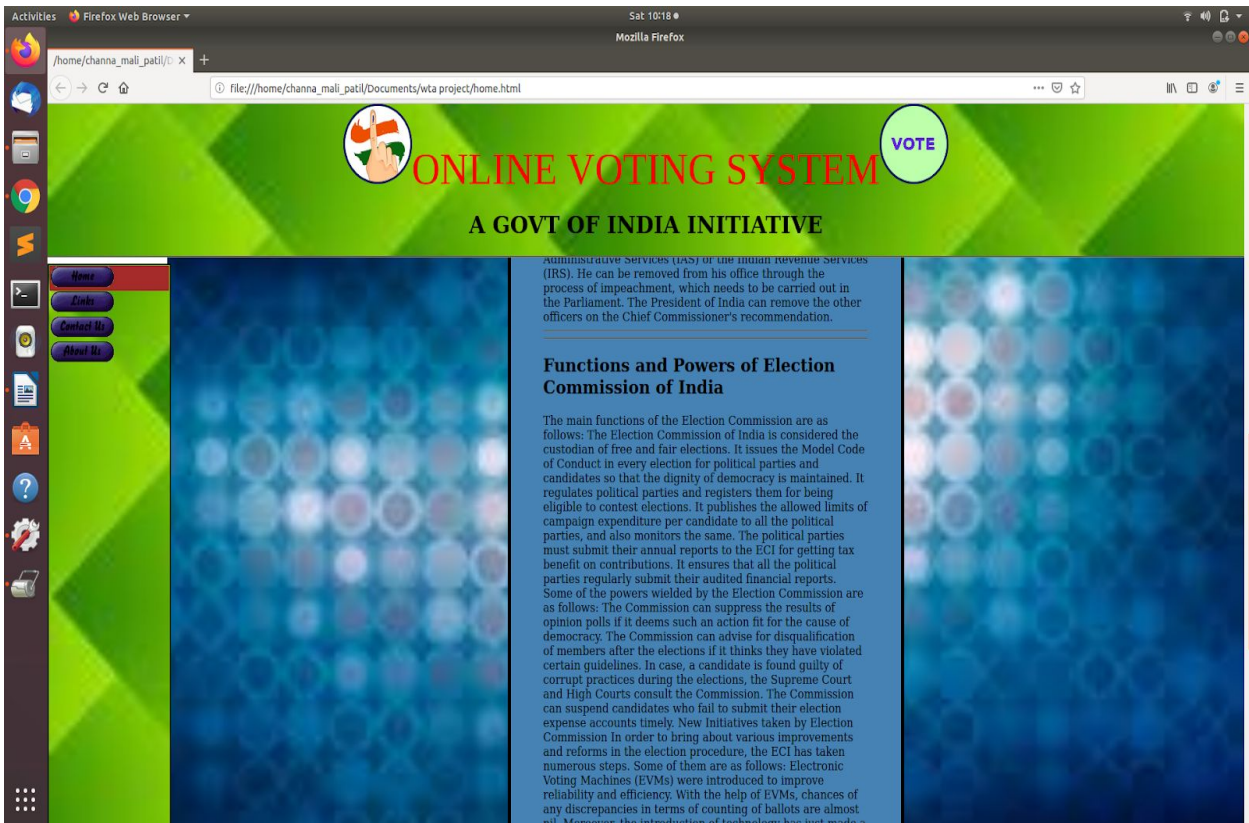 Activities
Firefox Web Browser
Sat 10:18
Mozilla Firefox
/home/channa_mali_patil/D
file:///home/channa_mali_patil/Documents/wta project/home.html
ONLINE VOTING SYSTEM
VOTE
A GOVT OF INDIA INITIATIVE
Home
Links
Contact Us
About Us
Administrative Services (IAS) or the Indian Revenue Services
(IRS). He can be removed from his office through the
process of impeachment, which needs to be carried out in
the Parliament. The President of India can remove the other
officers on the Chief Commissioner's recommendation.
Functions and Powers of Election
Commission of India
The main functions of the Election Commission are as
follows: The Election Commission of India is considered the
custodian of free and fair elections. It issues the Model Code
of Conduct in every election for political parties and
candidates so that the dignity of democracy is maintained. It
regulates political parties and registers them for being
eligible to contest elections. It publishes the allowed limits of
campaign expenditure per candidate to all the political
parties, and also monitors the same. The political parties
must submit their annual reports to the ECI for getting tax
benefit on contributions. It ensures that all the political
parties regularly submit their audited financial reports.
Some of the powers wielded by the Election Commission are
as follows: The Commission can suppress the results of
opinion polls if it deems such an action fit for the cause of
democracy. The Commission can advise for disqualification
of members after the elections if it thinks they have violated
certain guidelines. In case, a candidate is found guilty of
corrupt practices during the elections, the Supreme Court
and High Courts consult the Commission. The Commission
can suspend candidates who fail to submit their election
expense accounts timely. New Initiatives taken by Election
Commission In order to bring about various improvements
and reforms in the election procedure, the ECI has taken
numerous steps. Some of them are as follows: Electronic
Voting Machines (EVMs) were introduced to improve
reliability and efficiency. With the help of EVMs, chances of
any discrepancies in terms of counting of ballots are almost
nil. Moreover, the introduction of technology has just made a